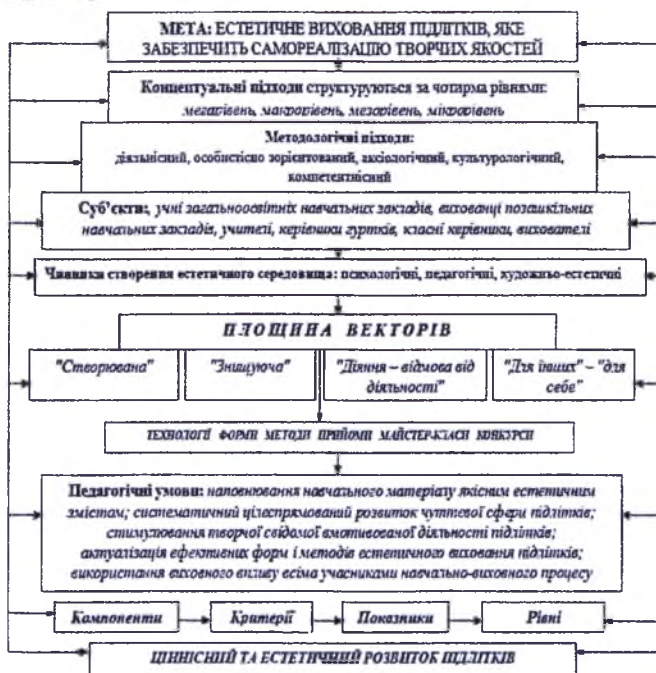 МЕТА: ЕСТЕТИЧНЕ ВИХОВАННЯ ПІДЛІТКІВ, ЯКЕ
ЗАБЕЗПЕЧИТЬ САМОРЕАЛІЗАЦІЮ ТВОРЧИХ ЯКОСТЕЙ
Концептуальні підходи структуруються за чотирма рівнями:
мегарівень, макрорівень, мезорівень, мікрорівень
Методологічні підходи:
діяльнісний, особистісно зорієнтований, аксіологічний, культурологічний,
компетентнісний
Суб'єкти:, учні загальноосвітніх навчальних закладів, вихованці позашкільних
навчальних закладів, учителі, керівники гуртків, класні керівники, вихователі
Чинники створення естетичного середовища: психологічні, педагогічні, художньо-естетичні
ПЛОЩИНА ВЕКТОРІВ
"Створювана"
"Знищуюча"
"Діяння – відмова від
діяльності"
"Для інших" – "для
себе"
ТЕХНОЛОГІЇ ФОРМИ МЕТОДИ ПРИЙОМИ МАЙСТЕР-КЛАСИ КОНКУРСИ
Педагогічні умови: наповнювання навчального матеріалу якісним естетичним
змістам; систематичний цілеспрямований розвиток чуттєвої сфери підлітків;
стимулювання творчої свідомої вмотивованої діяльності підлітків;
актуалізація ефективних форм і методів естетичного виховання підлітків;
використання виховного впливу всіма учасниками навчально-виховного процесу
Компоненти
Критерії
Показники
Рівні
ЦІННІСНИЙ ТА ЕСТЕТИЧНИЙ РОЗВИТОК ПІДЛІТКІВ